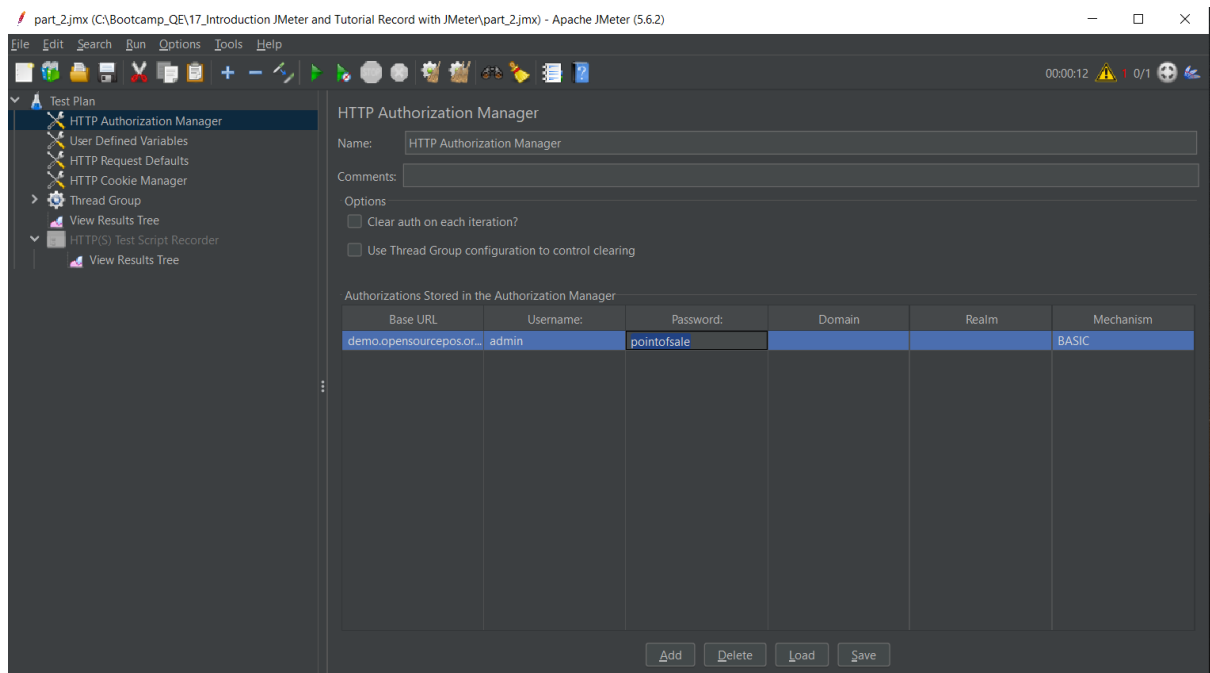 part_2.jmx (C:\Bootcamp_QE\17_Introduction JMeter and Tutorial Record with JMeter\part_2.jmx) - Apache JMeter (5.6.2)
File Edit Search Run Options Tools Help
00:00:12 1 0/1
Test Plan
HTTP Authorization Manager
User Defined Variables
HTTP Request Defaults
HTTP Cookie Manager
Thread Group
View Results Tree
HTTP(S) Test Script Recorder
View Results Tree
HTTP Authorization Manager
Name: HTTP Authorization Manager
Comments:
Options
Clear auth on each iteration?
Use Thread Group configuration to control clearing
Authorizations Stored in the Authorization Manager
Base URL Username: Password: Domain Realm Mechanism
demo.opensourcepos.or... admin pointofsale BASIC
Add Delete Load Save